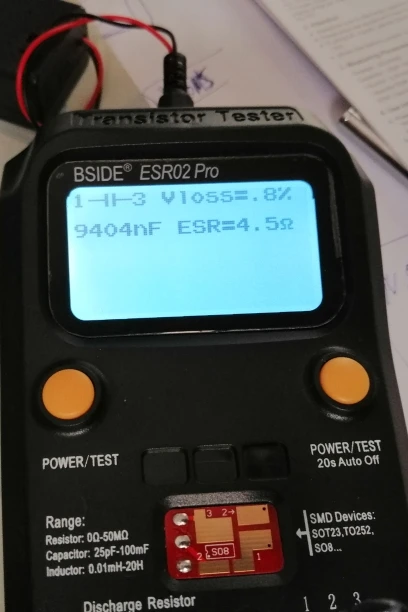 Transistor Tester
BSIDE® ESR02 Pro
1⊣⊢3 Vloss=.8%
9404nF ESR=4.5Ω
POWER/TEST
POWER/TEST
20s Auto Off
Range:
Resistor: 0Ω-50MΩ
Capacitor: 25pF-100mF
Inductor: 0.01mH-20H
3 2→
SO8
2 1
SMD Devices:
SOT23,TO252,
SO8...
Discharge Resistor
1 2 3